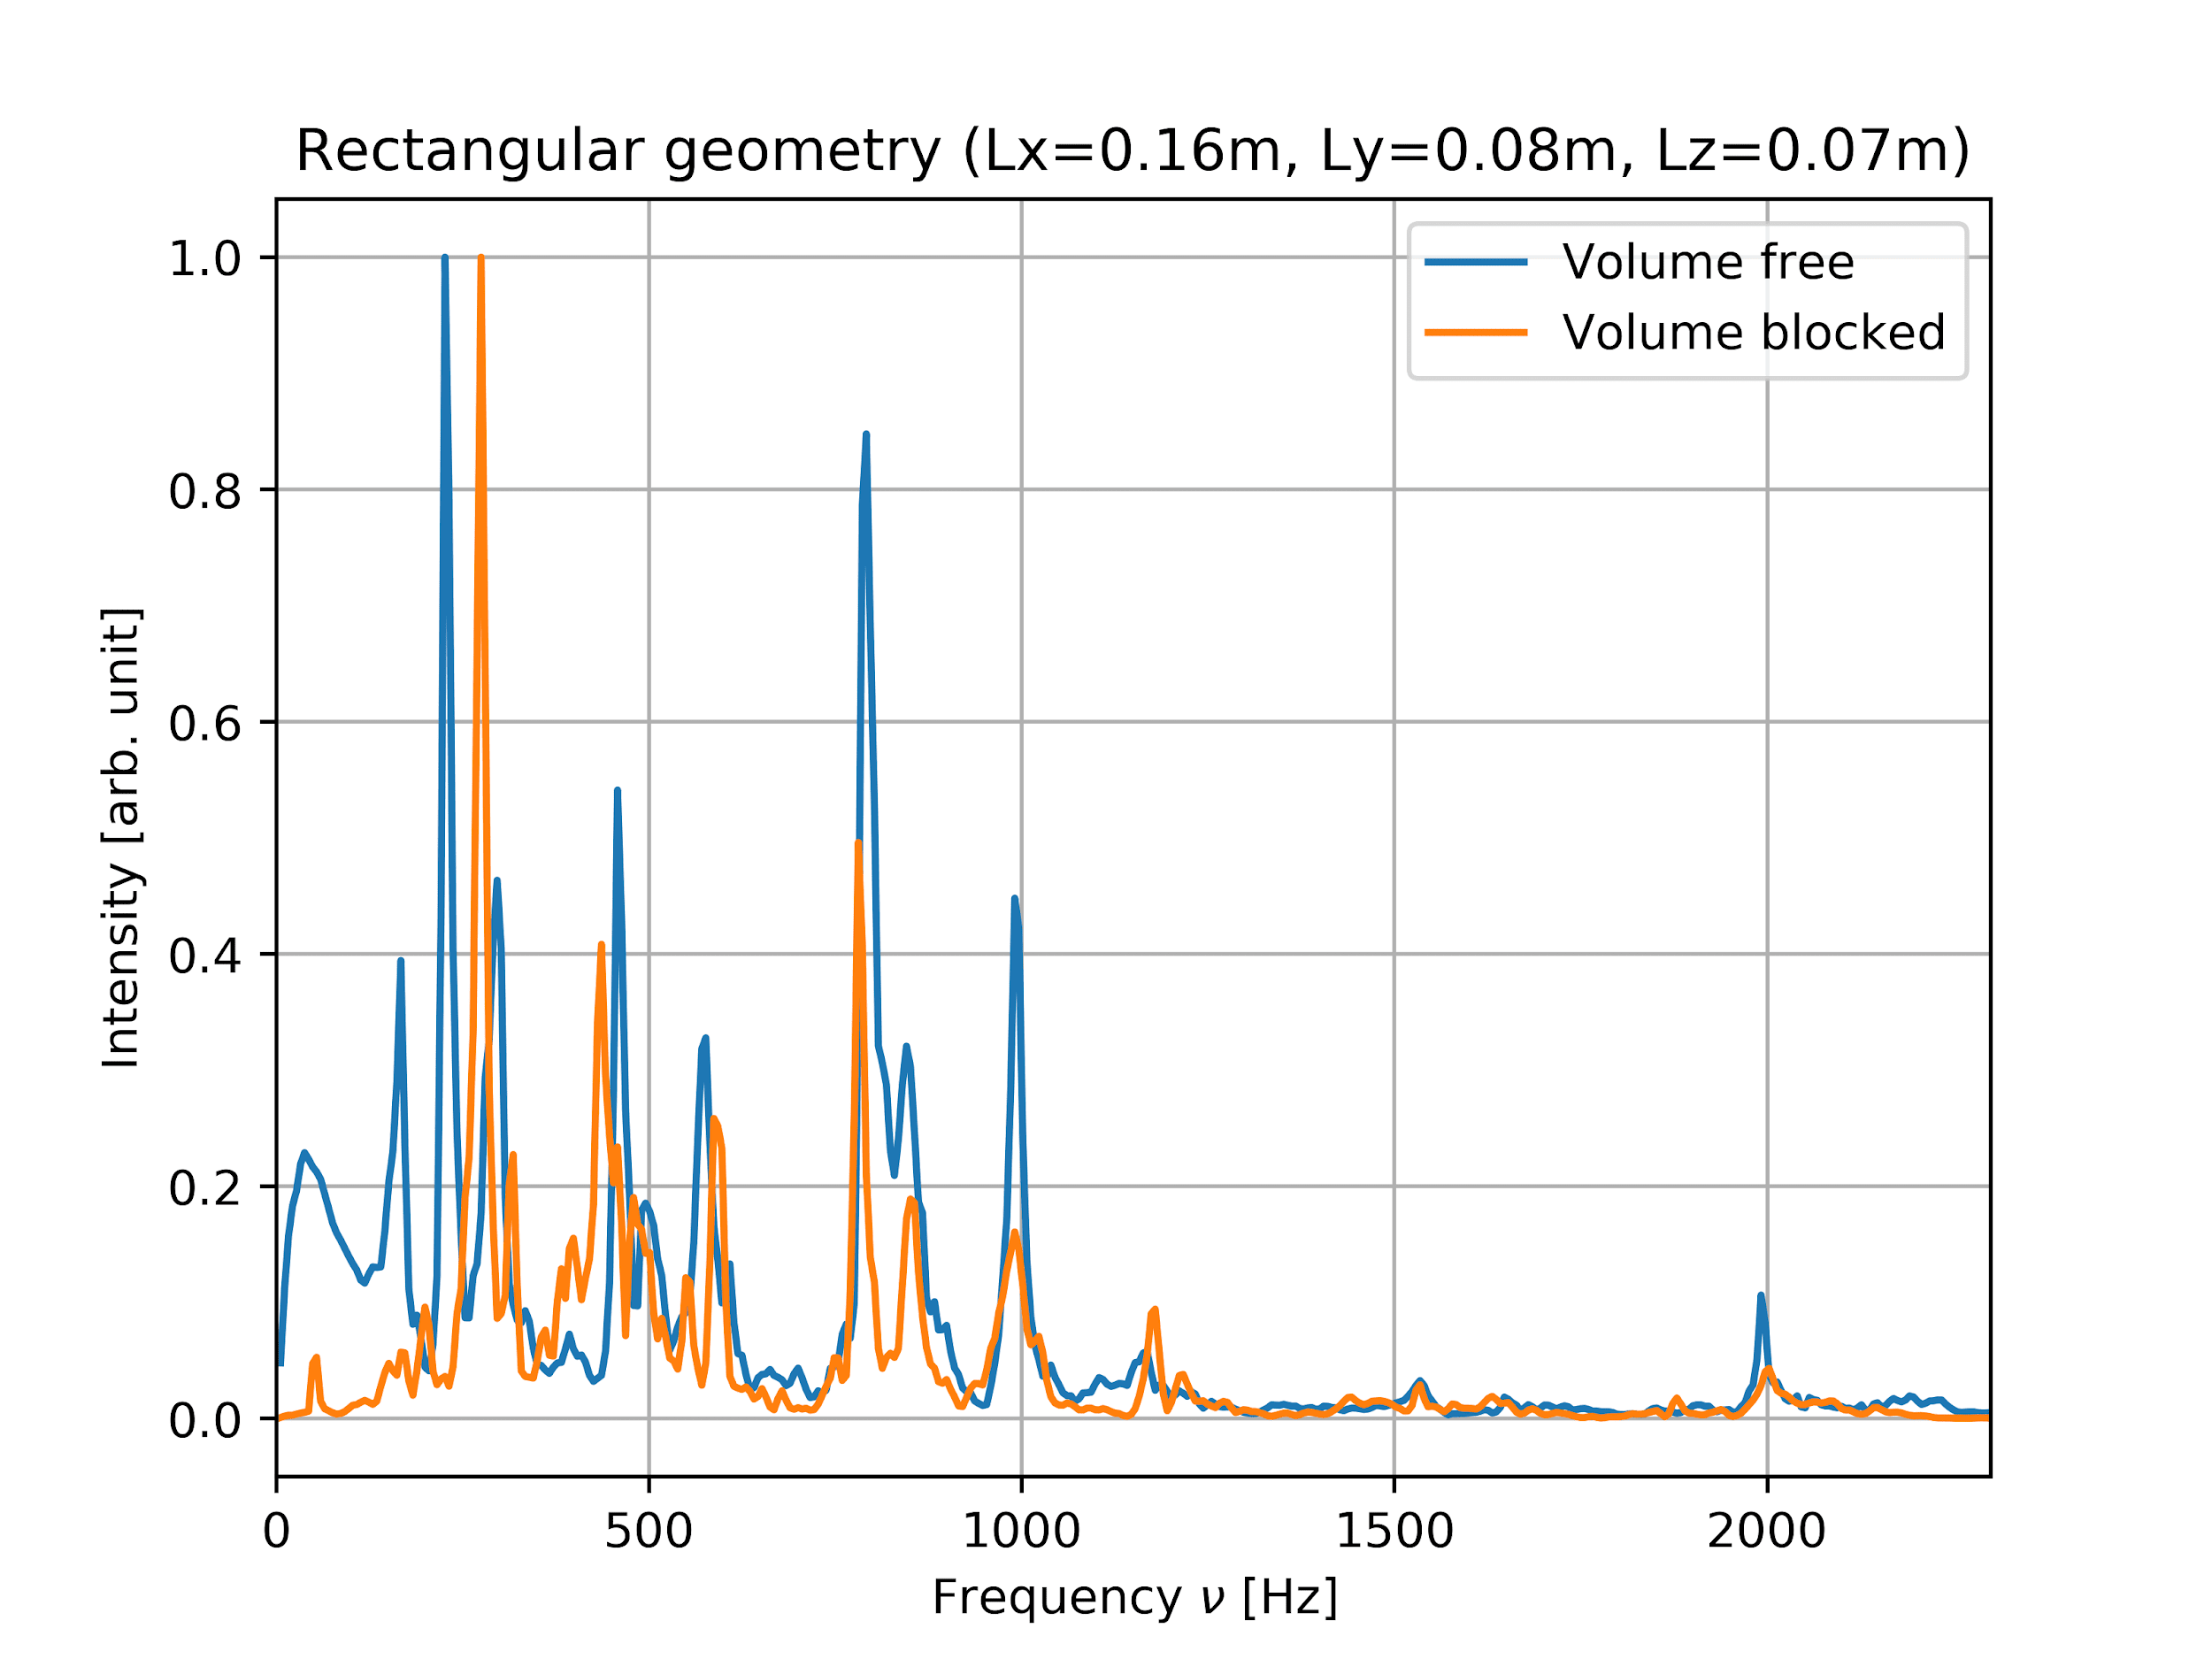 Rectangular geometry (Lx=0.16m, Ly=0.08m, Lz=0.07m)
Volume free
Volume blocked
1.0
0.8
0.6
0.4
0.2
0.0
Intensity [arb. unit]
0 500 1000 1500 2000
Frequency ν [Hz]